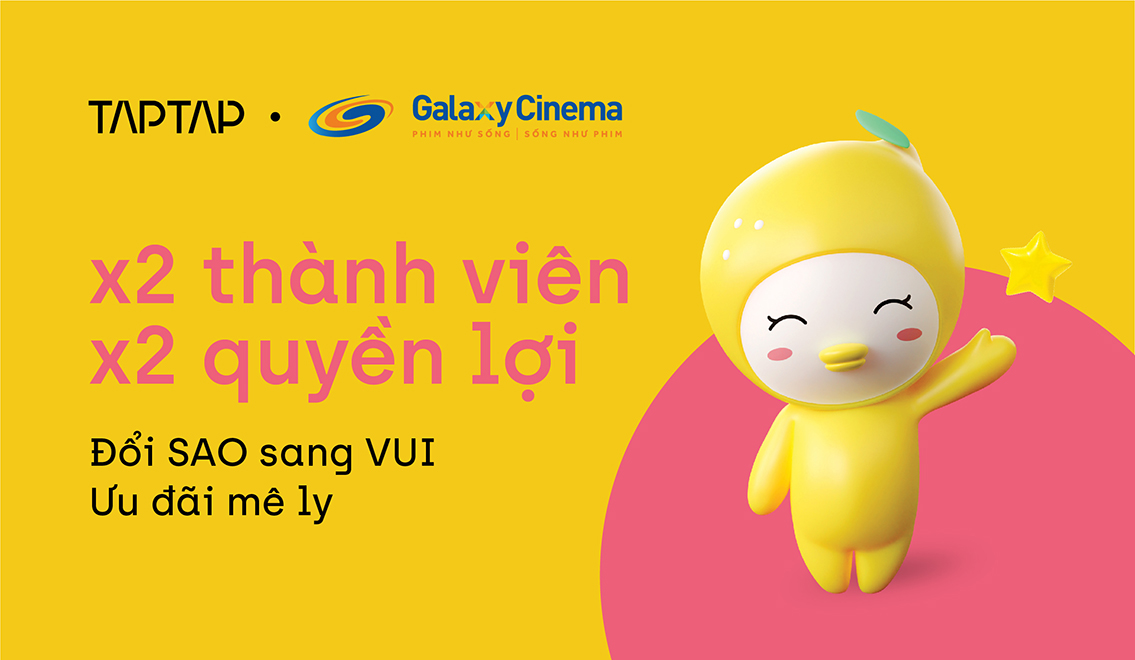 TAPTAP • Galaxy Cinema
PHIM NHƯ SỐNG | SỐNG NHƯ PHIM
x2 thành viên
x2 quyền lợi
Đổi SAO sang VUI
Ưu đãi mê ly